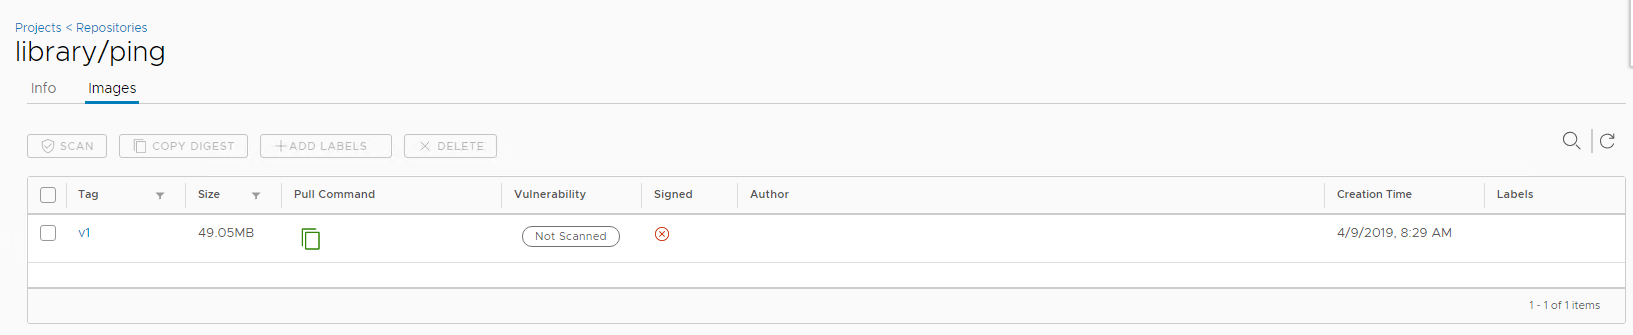 Projects < Repositories
library/ping
Info Images
SCAN COPY DIGEST +ADD LABELS DELETE
Tag Size Pull Command Vulnerability Signed Author Creation Time Labels
v1 49.05MB Not Scanned 4/9/2019, 8:29 AM
1 - 1 of 1 items